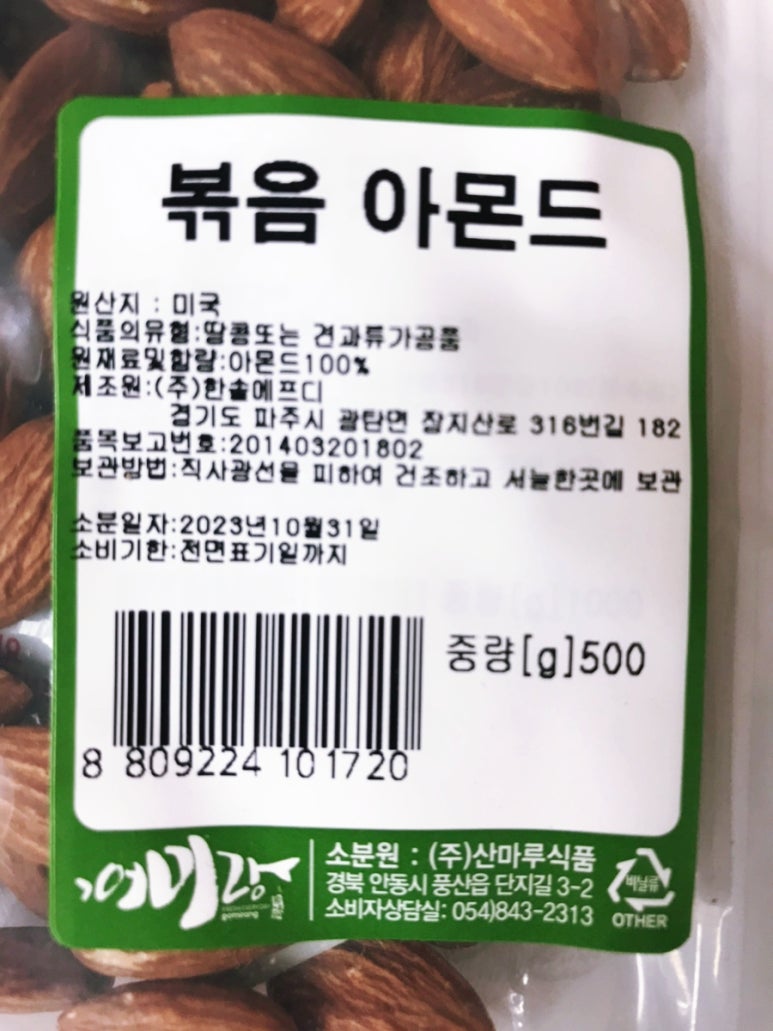 볶음 아몬드
원산지 : 미국
식품의유형:땅콩또는 견과류가공품
원재료및함량:아몬드100%
제조원:(주)한솔에프디
경기도 파주시 광탄면 장지산로 316번길 182
품목보고번호:201403201802
보관방법:직사광선을 피하여 건조하고 서늘한곳에 보관
소분일자:2023년10월31일
소비기한:전면표기일까지
중량[g]500
8 809224 101720
소분원 : (주)산마루식품
경북 안동시 풍산읍 단지길 3-2
소비자상담실: 054)843-2313
비닐류
OTHER